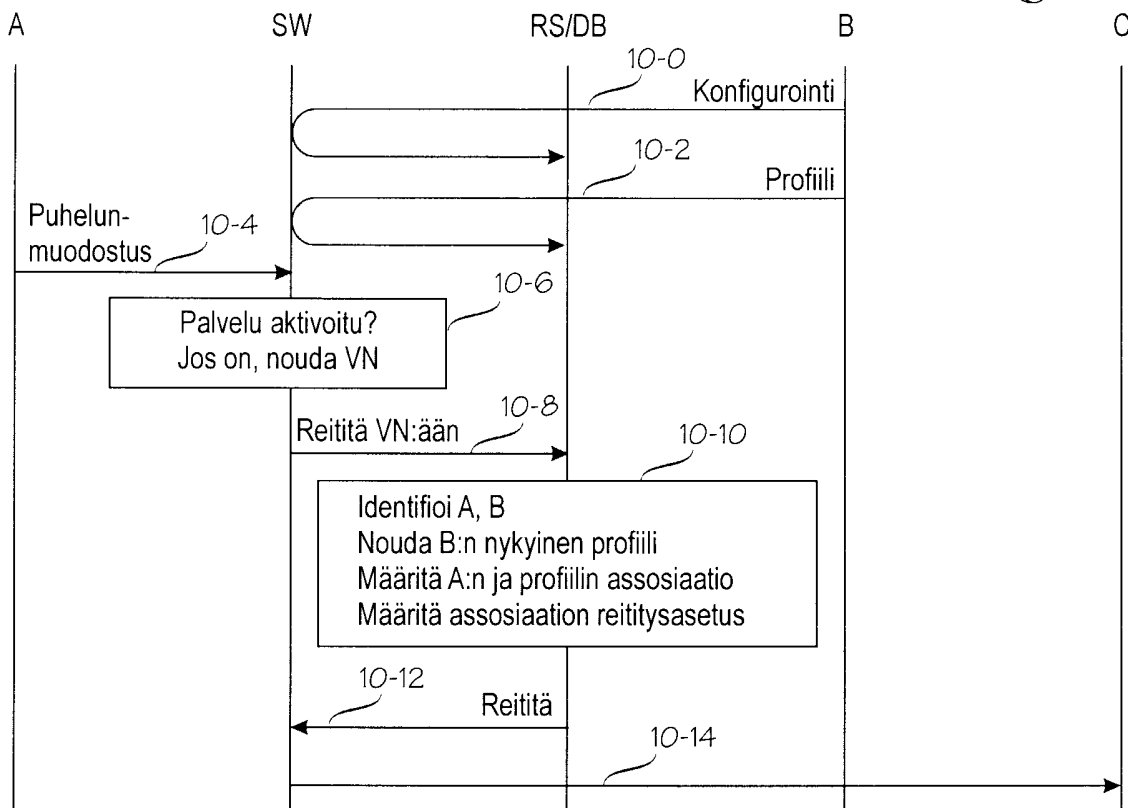 A SW RS/DB B C
10-0
Konfigurointi
10-2
Profiili
Puhelun-
muodostus
10-4
10-6
Palvelu aktivoitu?
Jos on, nouda VN
10-8
Reititä VN:ään
10-10
Identifioi A, B
Nouda B:n nykyinen profiili
Määritä A:n ja profiilin assosiaatio
Määritä assosiaation reititysasetus
10-12
Reititä
10-14